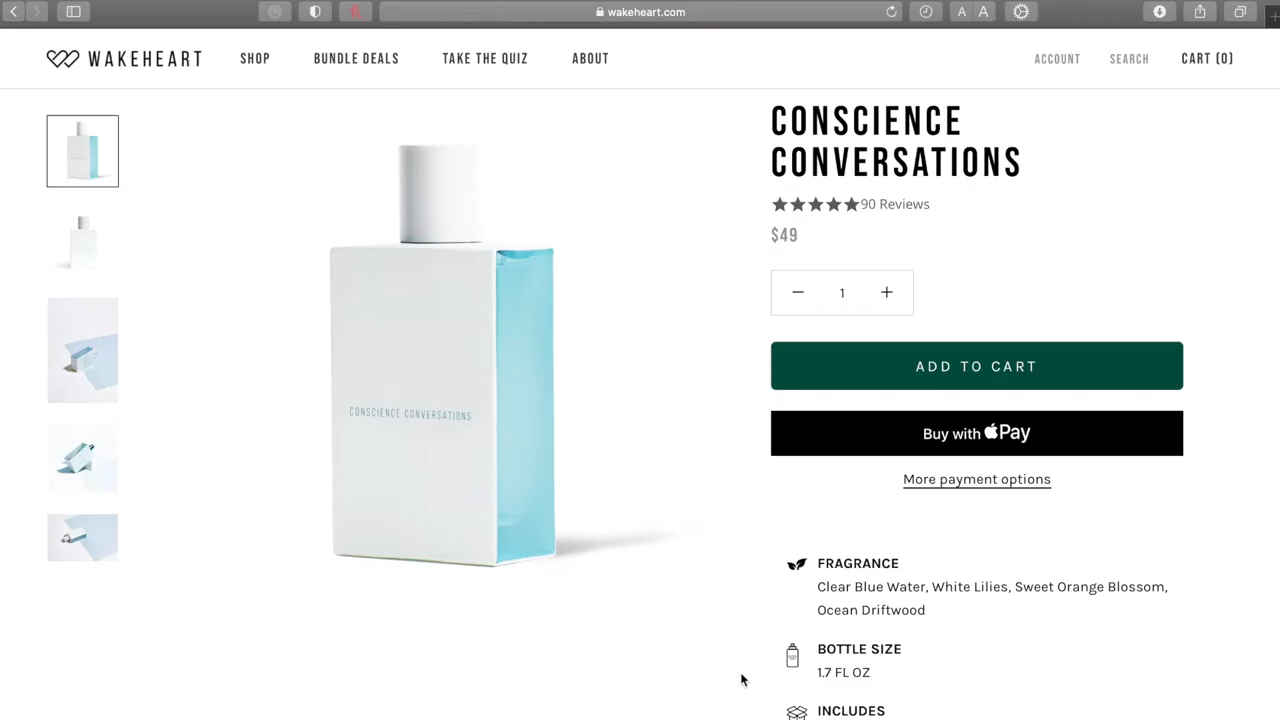 wakeheart.com
A A
WAKEHEART SHOP BUNDLE DEALS TAKE THE QUIZ ABOUT ACCOUNT SEARCH CART (0)
CONSCIENCE
CONVERSATIONS
90 Reviews
$49
− 1 +
ADD TO CART
Buy with Pay
More payment options
CONSCIENCE CONVERSATIONS
FRAGRANCE
Clear Blue Water, White Lilies, Sweet Orange Blossom,
Ocean Driftwood
BOTTLE SIZE
1.7 FL OZ
INCLUDES